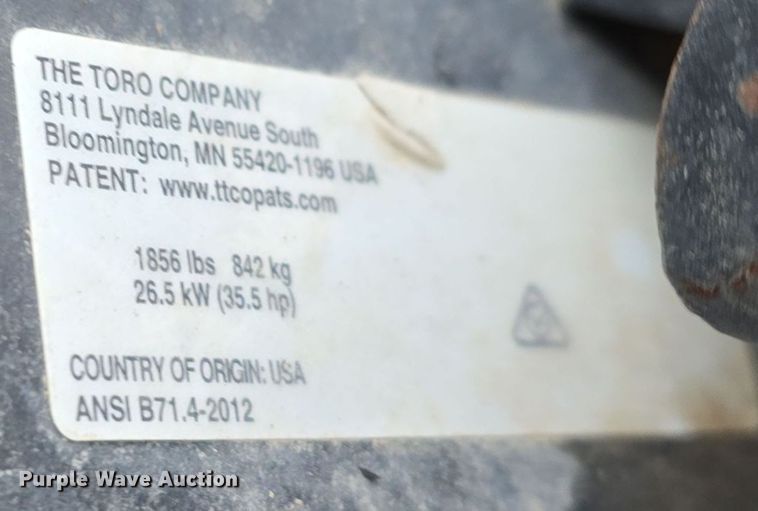 THE TORO COMPANY
8111 Lyndale Avenue South
Bloomington, MN 55420-1196 USA
PATENT: www.ttcopats.com
1856 lbs 842 kg
26.5 kW (35.5 hp)
COUNTRY OF ORIGIN: USA
ANSI B71.4-2012
Purple Wave Auction